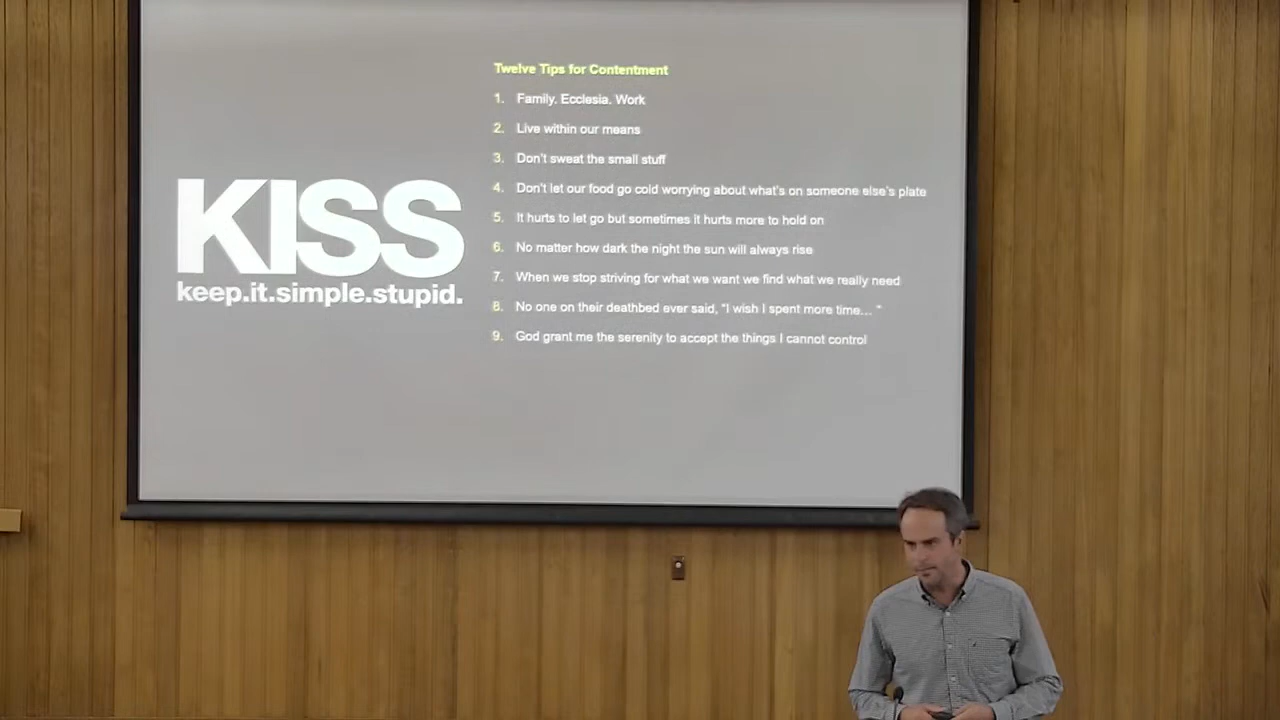 KISS
keep.it.simple.stupid.
Twelve Tips for Contentment
1. Family. Ecclesia. Work
2. Live within our means
3. Don't sweat the small stuff
4. Don't let our food go cold worrying about what's on someone else's plate
5. It hurts to let go but sometimes it hurts more to hold on
6. No matter how dark the night the sun will always rise
7. When we stop striving for what we want we find what we really need
8. No one on their deathbed ever said, "I wish I spent more time... "
9. God grant me the serenity to accept the things I cannot control